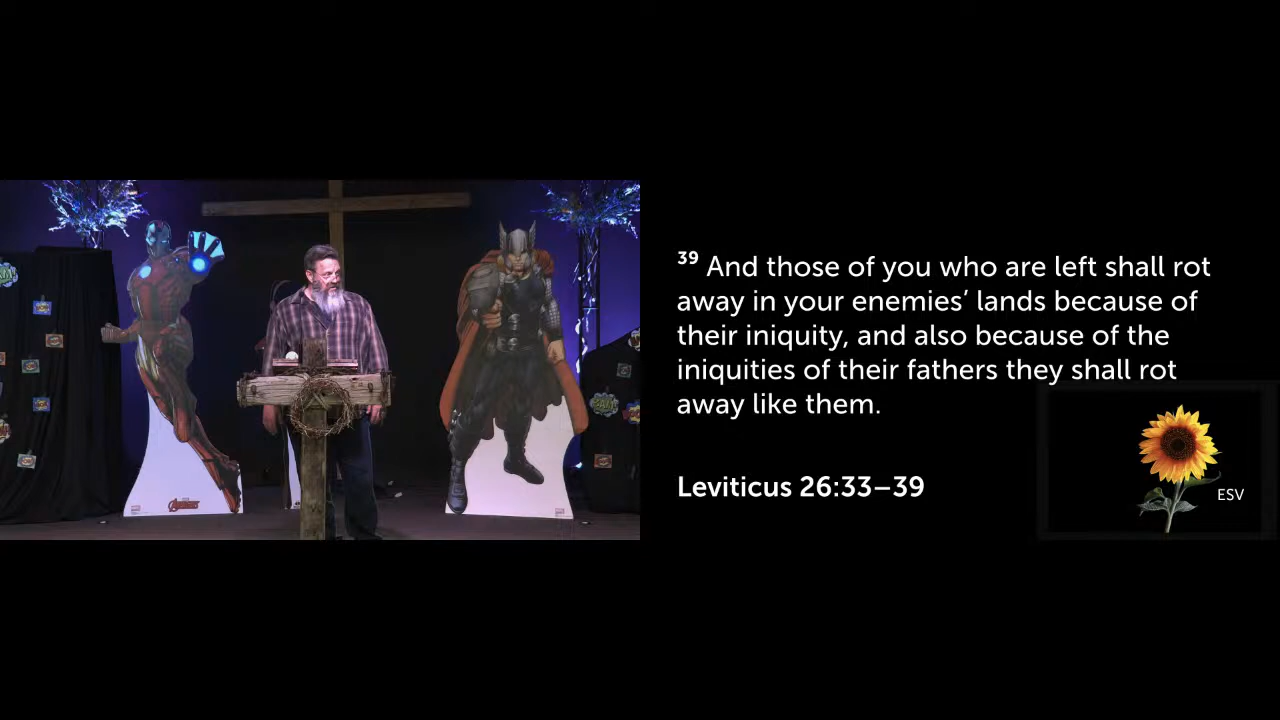 39 And those of you who are left shall rot
away in your enemies’ lands because of
their iniquity, and also because of the
iniquities of their fathers they shall rot
away like them.
Leviticus 26:33–39
ESV
AVENGERS